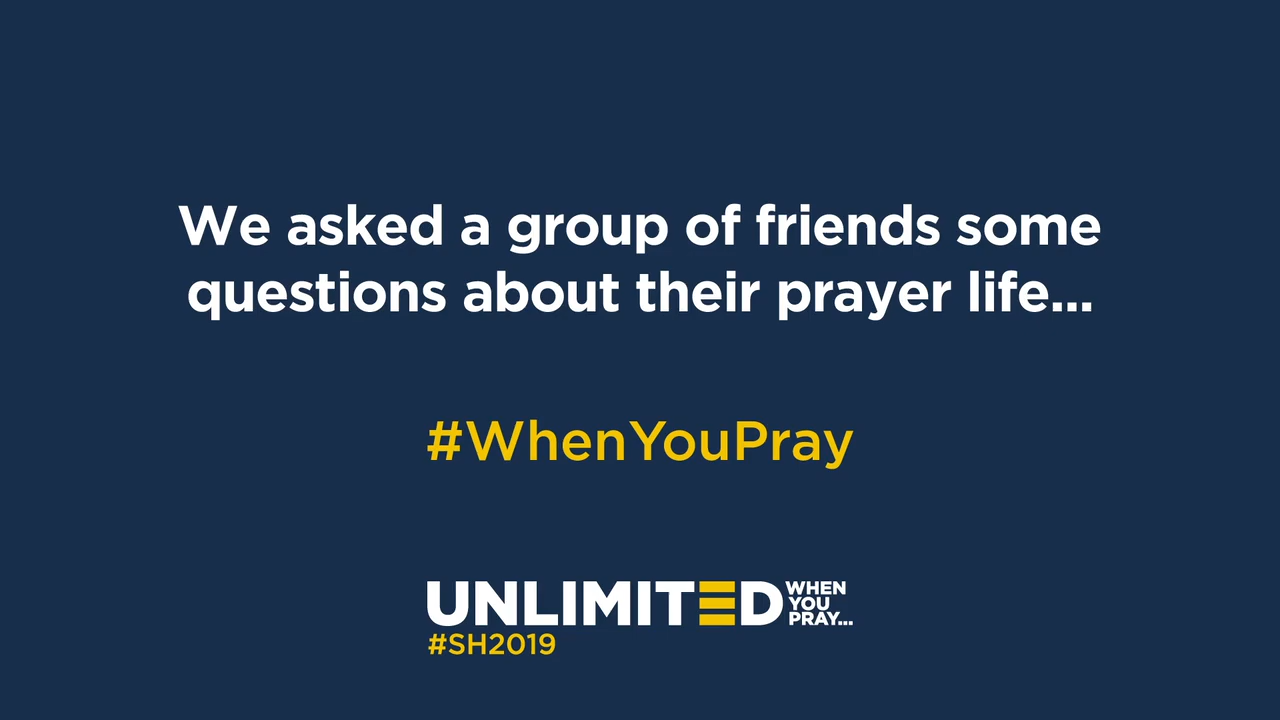 We asked a group of friends some
questions about their prayer life...
#WhenYouPray
UNLIMITED WHEN
YOU
PRAY...
#SH2019